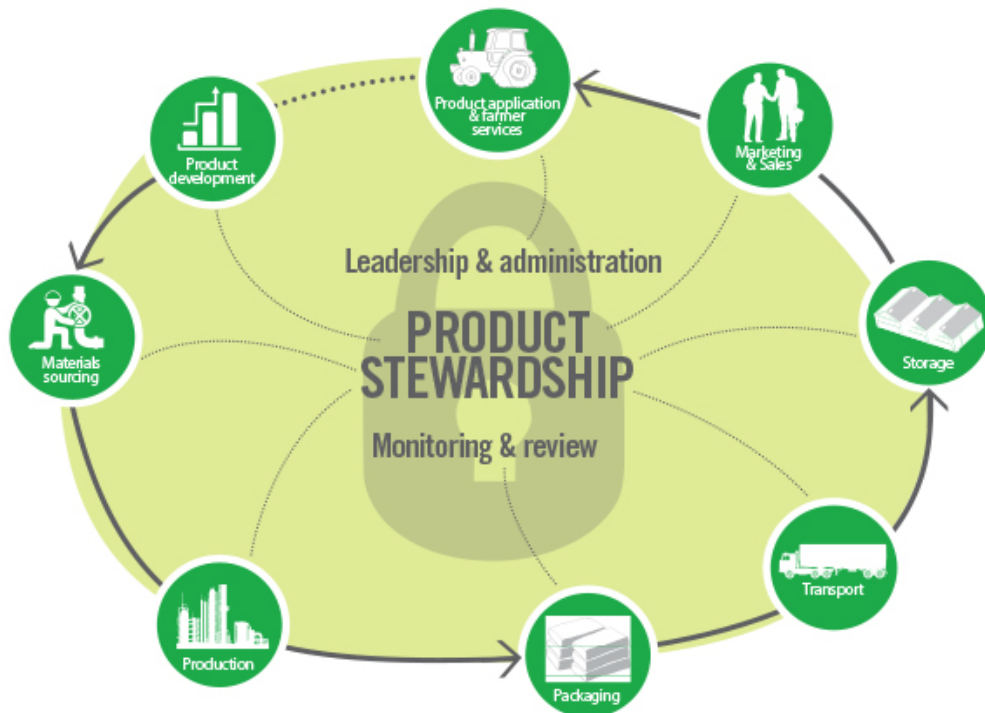 Product application
& farmer
services
Marketing
& Sales
Product
development
Leadership & administration
PRODUCT
STEWARDSHIP
Monitoring & review
Materials
sourcing
Storage
Transport
Production
Packaging